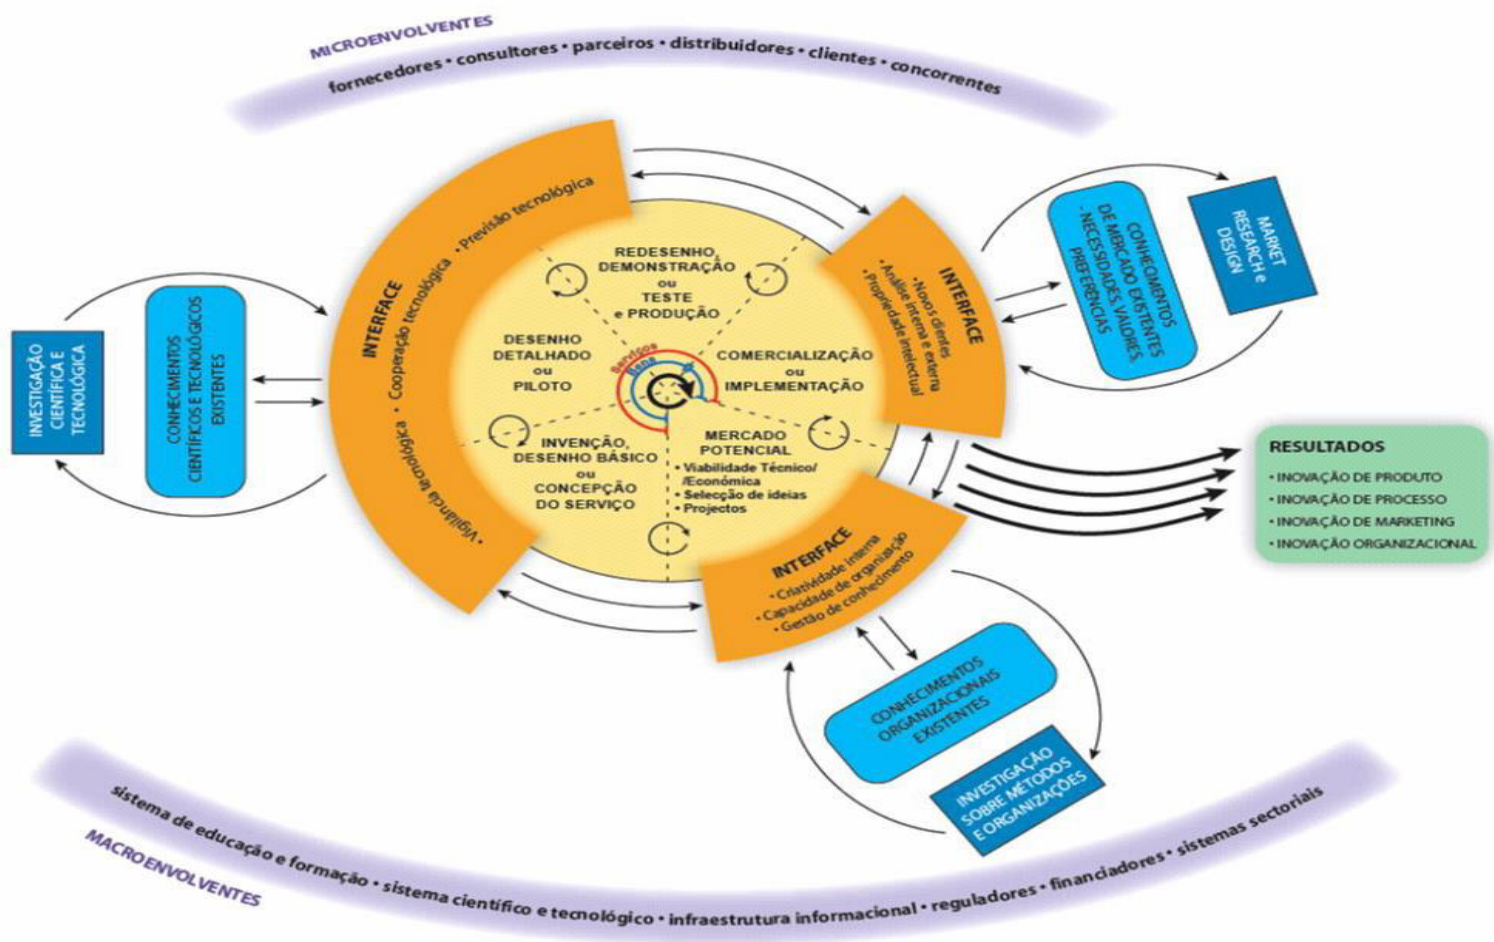 MICROENVOLVENTES
fornecedores • consultores • parceiros • distribuidores • clientes • concorrentes
INTERFACE
• Vigilância tecnológica • Cooperação tecnológica • Previsão tecnológica
INVESTIGAÇÃO
CIENTÍFICA E
TECNOLÓGICA
CONHECIMENTOS
CIENTÍFICOS E TECNOLÓGICOS
EXISTENTES
REDESENHO,
DEMONSTRAÇÃO
ou
TESTE
e PRODUÇÃO
DESENHO
DETALHADO
ou
PILOTO
Serviços
Bens
COMERCIALIZAÇÃO
ou
IMPLEMENTAÇÃO
INVENÇÃO,
DESENHO BÁSICO
ou
CONCEPÇÃO
DO SERVIÇO
MERCADO
POTENCIAL
• Viabilidade Técnico/
/Económica
• Selecção de ideias
• Projectos
INTERFACE
• Novos clientes
• Análise interna e externa
• Propriedade intelectual
CONHECIMENTOS
DE MERCADO EXISTENTES
- NECESSIDADES, VALORES,
PREFERENCIAS
MARKET
RESEARCH e
DESIGN
RESULTADOS
• INOVAÇÃO DE PRODUTO
• INOVAÇÃO DE PROCESSO
• INOVAÇÃO DE MARKETING
• INOVAÇÃO ORGANIZACIONAL
INTERFACE
• Criatividade interna
• Capacidade de organização
• Gestão de conhecimento
CONHECIMENTOS
ORGANIZACIONAIS
EXISTENTES
INVESTIGAÇÃO
SOBRE MÉTODOS
E ORGANIZAÇÕES
sistema de educação e formação • sistema científico e tecnológico • infraestrutura informacional • reguladores • financiadores • sistemas sectoriais
MACROENVOLVENTES